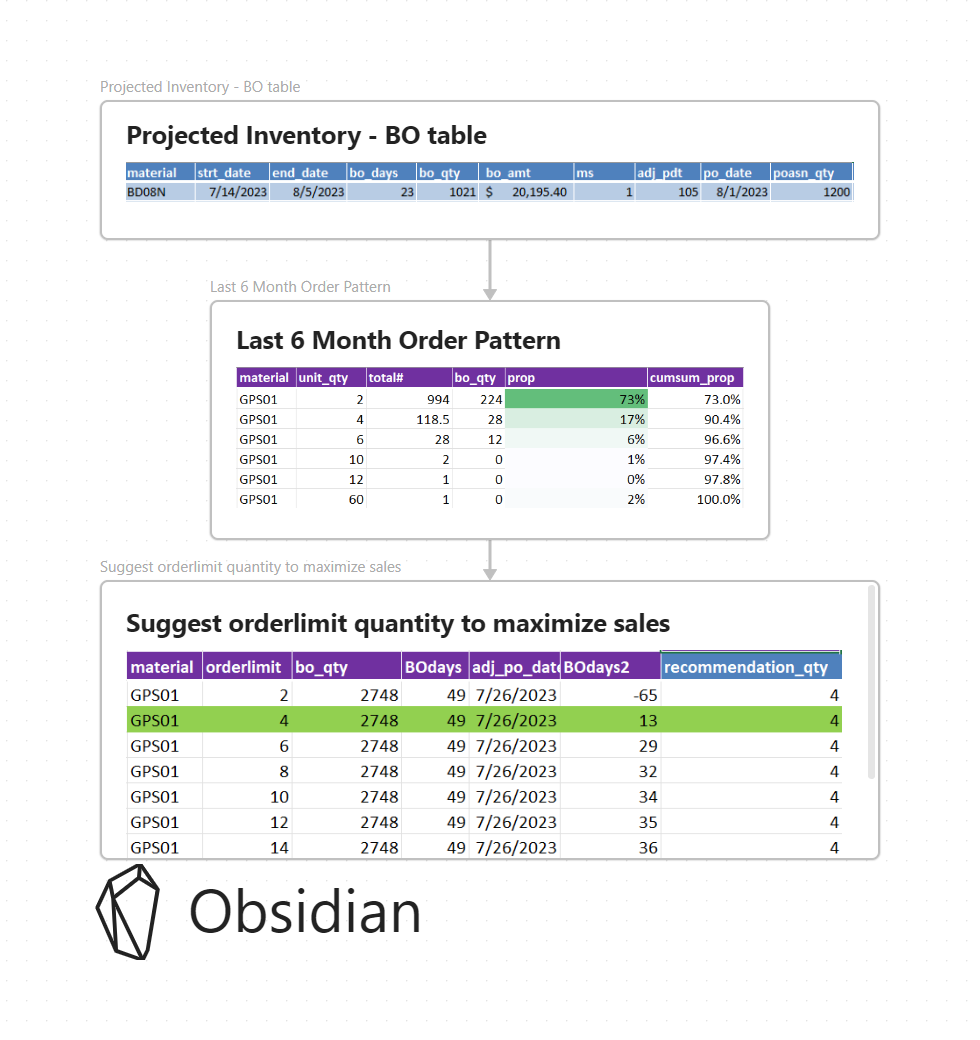 Projected Inventory - BO table
Projected Inventory - BO table
material strt_date end_date bo_days bo_qty bo_amt ms adj_pdt po_date poasn_qty
BD08N 7/14/2023 8/5/2023 23 1021 $ 20,195.40 1 105 8/1/2023 1200
Last 6 Month Order Pattern
Last 6 Month Order Pattern
material unit_qty total# bo_qty prop cumsum_prop
GPS01 2 994 224 73% 73.0%
GPS01 4 118.5 28 17% 90.4%
GPS01 6 28 12 6% 96.6%
GPS01 10 2 0 1% 97.4%
GPS01 12 1 0 0% 97.8%
GPS01 60 1 0 2% 100.0%
Suggest orderlimit quantity to maximize sales
Suggest orderlimit quantity to maximize sales
material orderlimit bo_qty BOdays adj_po_date BOdays2 recommendation_qty
GPS01 2 2748 49 7/26/2023 -65 4
GPS01 4 2748 49 7/26/2023 13 4
GPS01 6 2748 49 7/26/2023 29 4
GPS01 8 2748 49 7/26/2023 32 4
GPS01 10 2748 49 7/26/2023 34 4
GPS01 12 2748 49 7/26/2023 35 4
GPS01 14 2748 49 7/26/2023 36 4
Obsidian